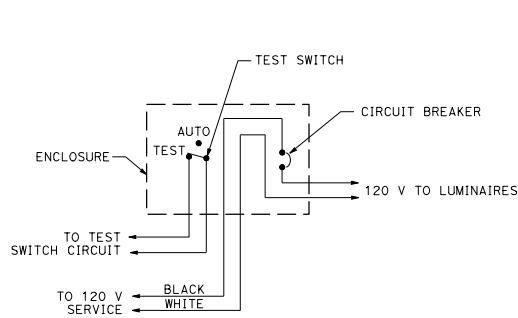 TEST SWITCH
CIRCUIT BREAKER
AUTO
TEST
ENCLOSURE
120 V TO LUMINAIRES
TO TEST
SWITCH CIRCUIT
BLACK
TO 120 V
SERVICE
WHITE